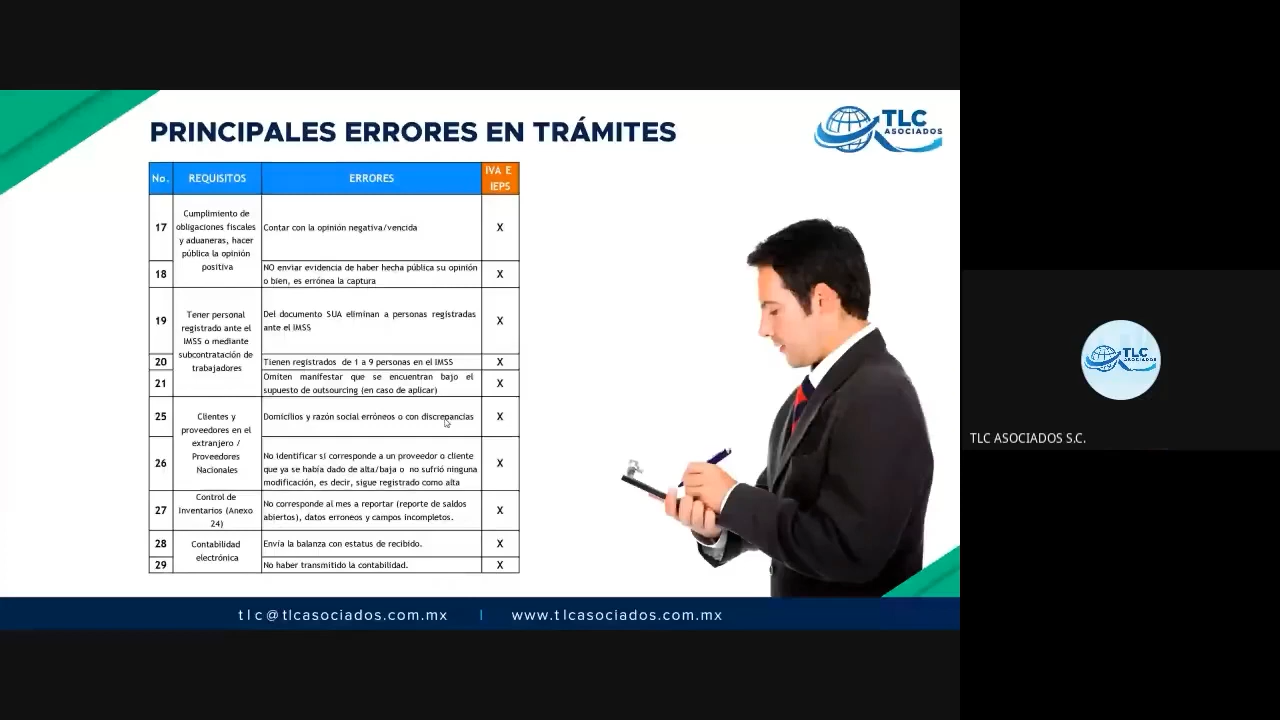 PRINCIPALES ERRORES EN TRÁMITES
TLC
ASOCIADOS
No.
REQUISITOS
ERRORES
IVA E
IEPS
17
Cumplimiento de
obligaciones fiscales
y aduaneras, hacer
pública la opinión
positiva
Contar con la opinión negativa/vencida
X
18
NO enviar evidencia de haber hecha pública su opinión
o bien, es errónea la captura
X
19
Tener personal
registrado ante el
IMSS o mediante
subcontratación de
trabajadores
Del documento SUA eliminan a personas registradas
ante el IMSS
X
20
Tienen registrados de 1 a 9 personas en el IMSS
X
21
Omiten manifestar que se encuentran bajo el
supuesto de outsourcing (en caso de aplicar)
X
25
Clientes y
proveedores en el
extranjero /
Proveedores
Nacionales
Domicilios y razón social erróneos o con discrepancias
X
26
No identificar si corresponde a un proveedor o cliente
que ya se había dado de alta/baja o no sufrió ninguna
modificación, es decir, sigue registrado como alta
X
27
Control de
Inventarios (Anexo
24)
No corresponde al mes a reportar (reporte de saldos
abiertos), datos erroneos y campos incompletos.
X
28
Contabilidad
electrónica
Envía la balanza con estatus de recibido.
X
29
No haber transmitido la contabilidad.
X
tlc@tlcasociados.com.mx | www.tlcasociados.com.mx
TLC
TLC ASOCIADOS S.C.